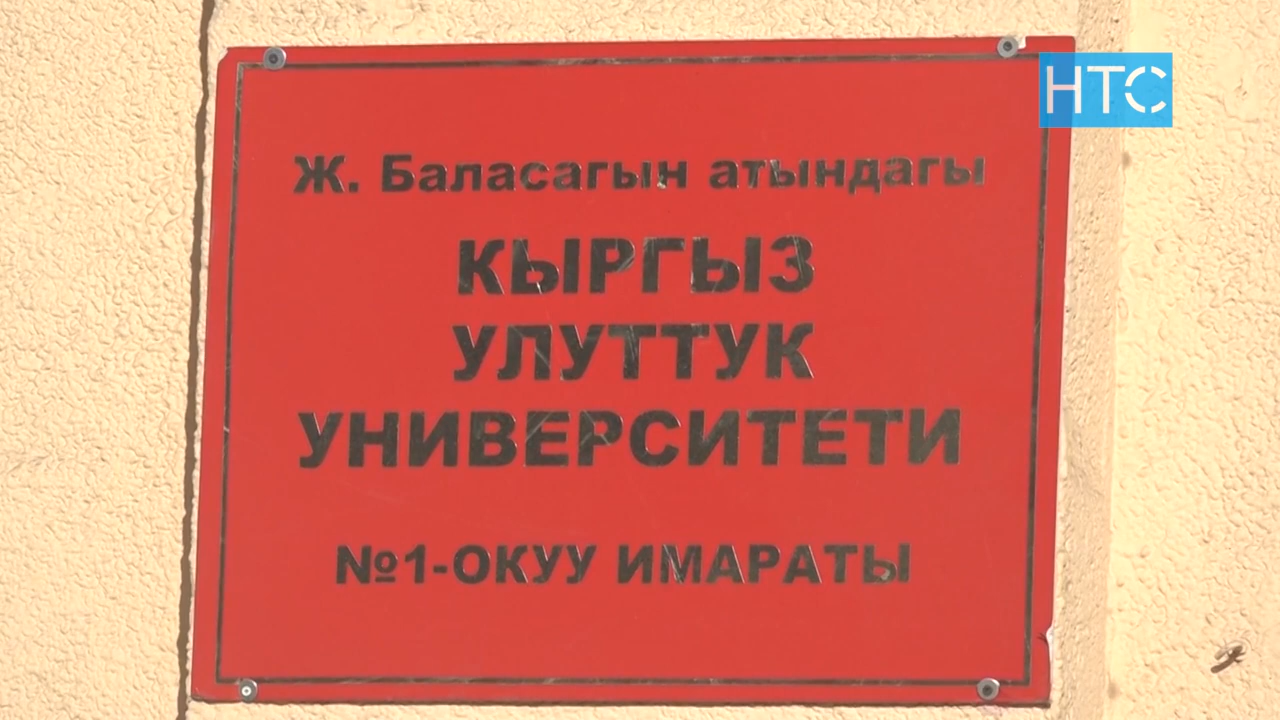 НТС
Ж. Баласагын атындагы
КЫРГЫЗ
УЛУТТУК
УНИВЕРСИТЕТИ
№1-ОКУУ ИМАРАТЫ